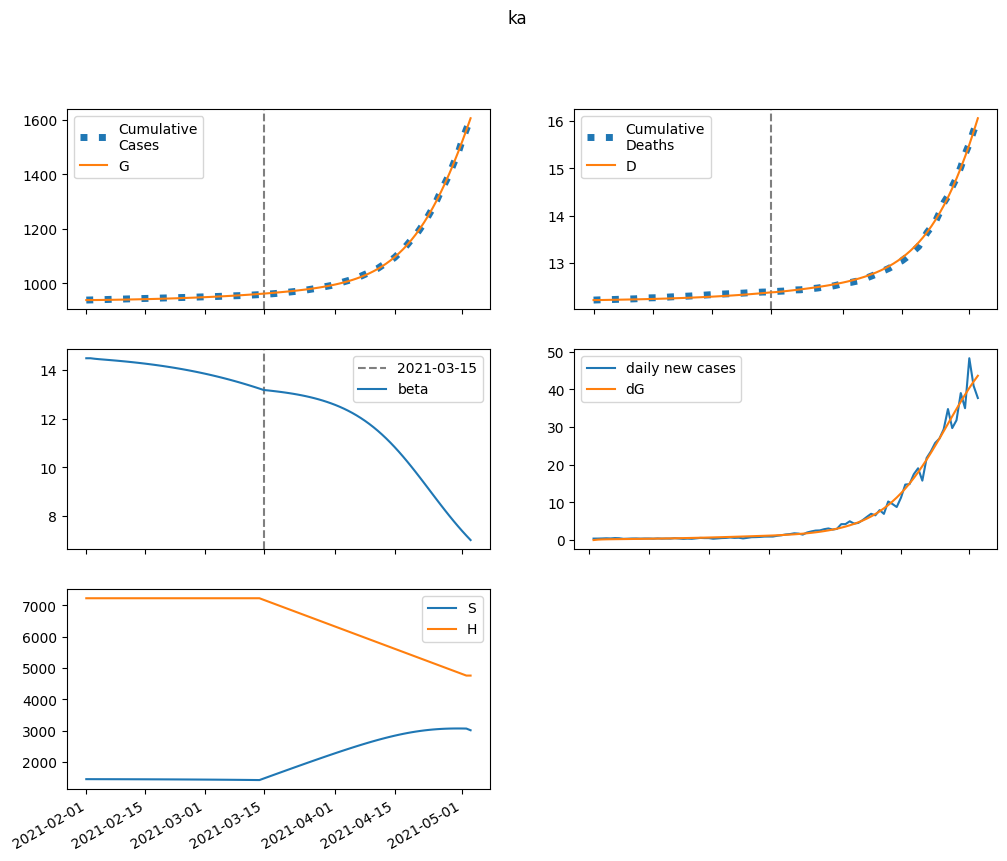 ka
1600
1400
1200
1000
Cumulative
Cases
G
16
15
14
13
Cumulative
Deaths
D
14
12
10
8
2021-03-15
beta
50
40
30
20
10
0
daily new cases
dG
7000
6000
5000
4000
3000
2000
S
H
2021-02-01
2021-02-15
2021-03-01
2021-03-15
2021-04-01
2021-04-15
2021-05-01